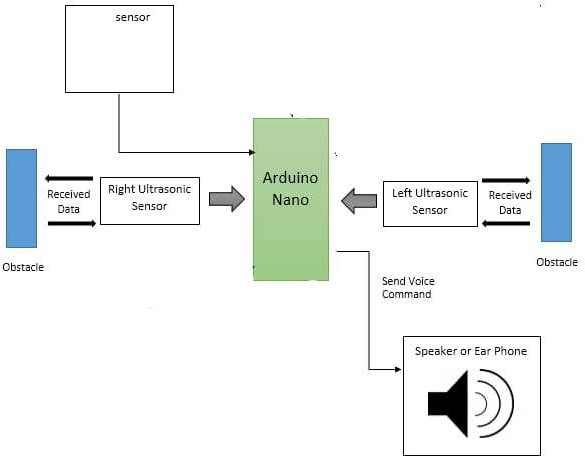 sensor
Arduino
Nano
Right Ultrasonic
Sensor
Received
Data
Obstacle
Left Ultrasonic
Sensor
Received
Data
Obstacle
Send Voice
Command
Speaker or Ear Phone